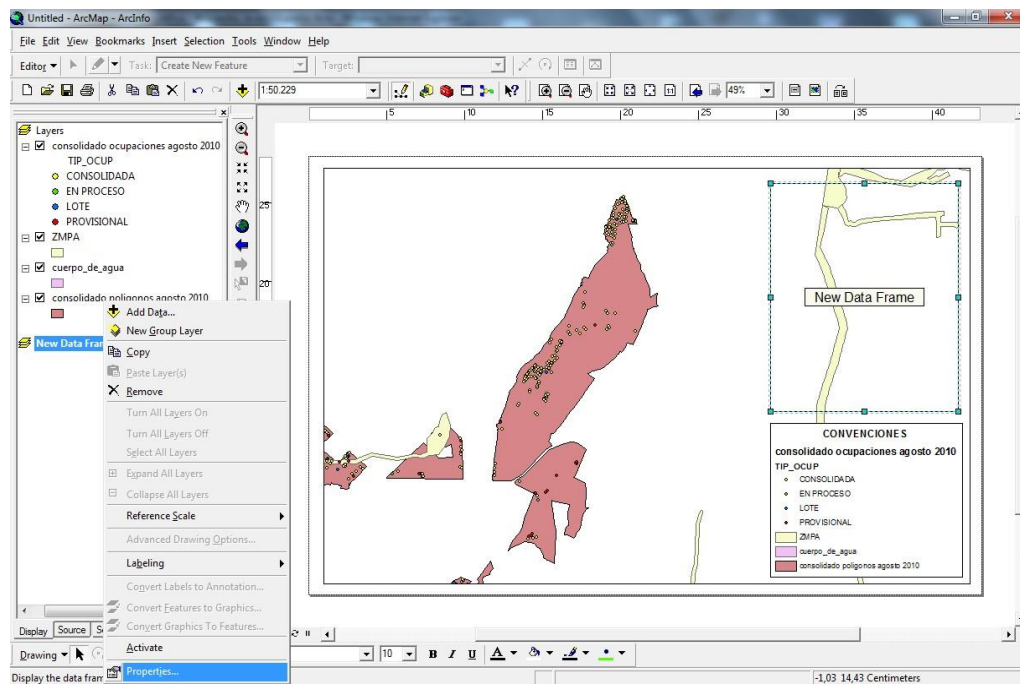 Untitled - ArcMap - ArcInfo
File Edit View Bookmarks Insert Selection Tools Window Help
Editor Task: Create New Feature Target:
1:50.229 49%
5 10 15 20 25 30 35 40
Layers
consolidado ocupaciones agosto 2010
TIP_OCUP
CONSOLIDADA
EN PROCESO
LOTE
PROVISIONAL
ZMPA
cuerpo_de_agua
consolidado poligonos agosto 2010
New Data Fran
25
20
Add Data...
New Group Layer
Copy
Paste Layer(s)
Remove
Turn All Layers On
Turn All Layers Off
Select All Layers
Expand All Layers
Collapse All Layers
Reference Scale
Advanced Drawing Options...
Labeling
Convert Labels to Annotation...
Convert Features to Graphics...
Convert Graphics To Features...
Activate
Properties...
New Data Frame
CONVENCIONES
consolidado ocupaciones agosto 2010
TIP_OCUP
CONSOLIDADA
EN PROCESO
LOTE
PROVISIONAL
ZMPA
cuerpo_de_agua
consolidado poligonos agosto 2010
Display Source S
Drawing 10 B I U A
Display the data fram -1,03 14,43 Centimeters